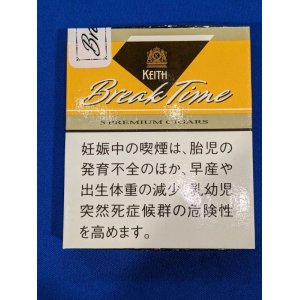 Bre
KEITH
Break Time
5 PREMIUM CIGARS
妊娠中の喫煙は、胎児の
発育不全のほか、早産や
出生体重の減少、乳幼児
突然死症候群の危険性
を高めます。